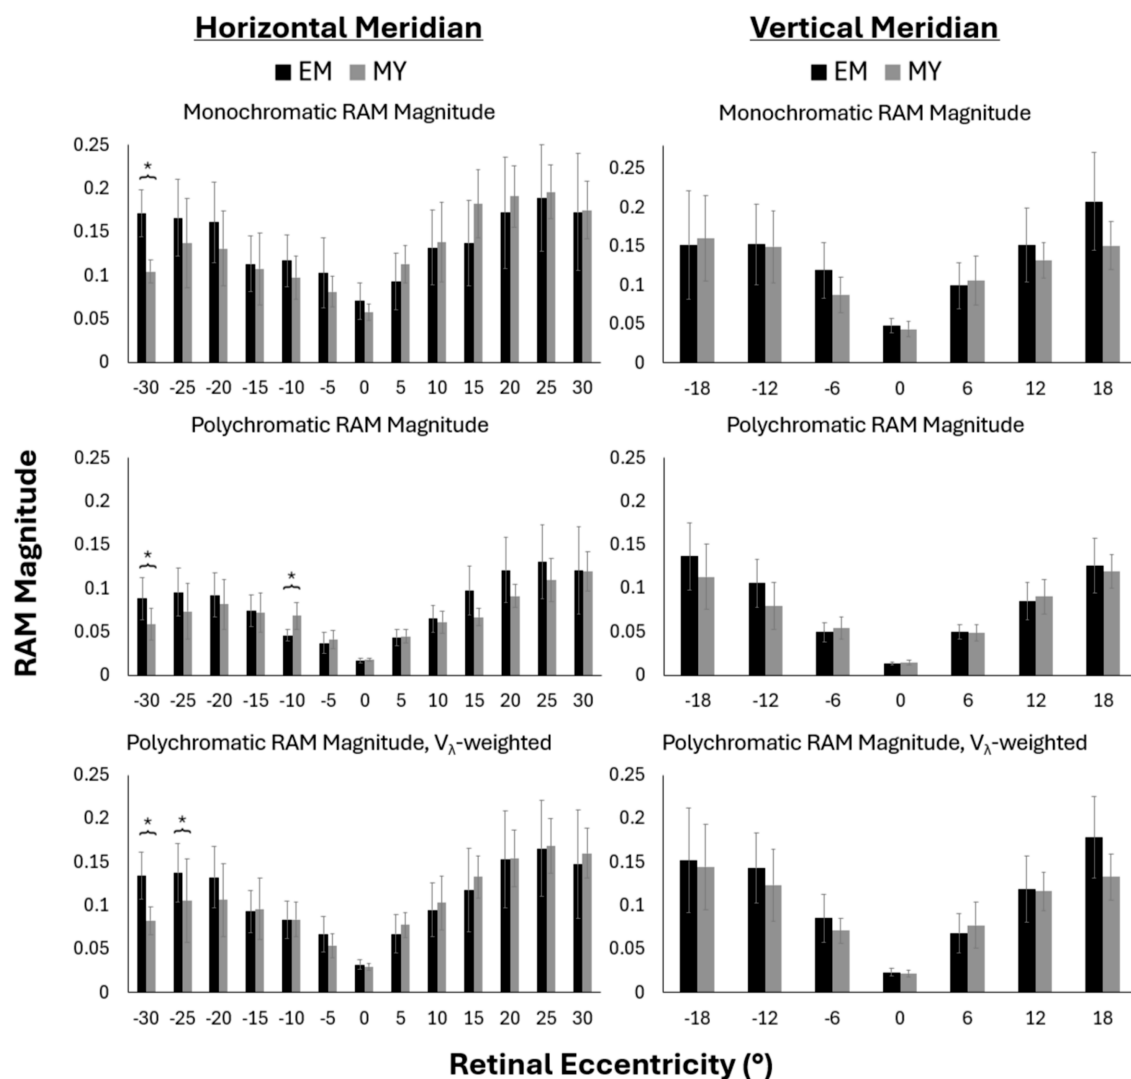 Horizontal Meridian
EM MY
Monochromatic RAM Magnitude
0.25
0.2
0.15
0.1
0.05
0
*
-30 -25 -20 -15 -10 -5 0 5 10 15 20 25 30
Vertical Meridian
EM MY
Monochromatic RAM Magnitude
0.25
0.2
0.15
0.1
0.05
0
-18 -12 -6 0 6 12 18
Polychromatic RAM Magnitude
0.25
0.2
0.15
0.1
0.05
0
* *
-30 -25 -20 -15 -10 -5 0 5 10 15 20 25 30
Polychromatic RAM Magnitude
0.25
0.2
0.15
0.1
0.05
0
-18 -12 -6 0 6 12 18
Polychromatic RAM Magnitude, Vλ-weighted
0.25
0.2
0.15
0.1
0.05
0
* *
-30 -25 -20 -15 -10 -5 0 5 10 15 20 25 30
Polychromatic RAM Magnitude, Vλ-weighted
0.25
0.2
0.15
0.1
0.05
0
-18 -12 -6 0 6 12 18
RAM Magnitude
Retinal Eccentricity (°)